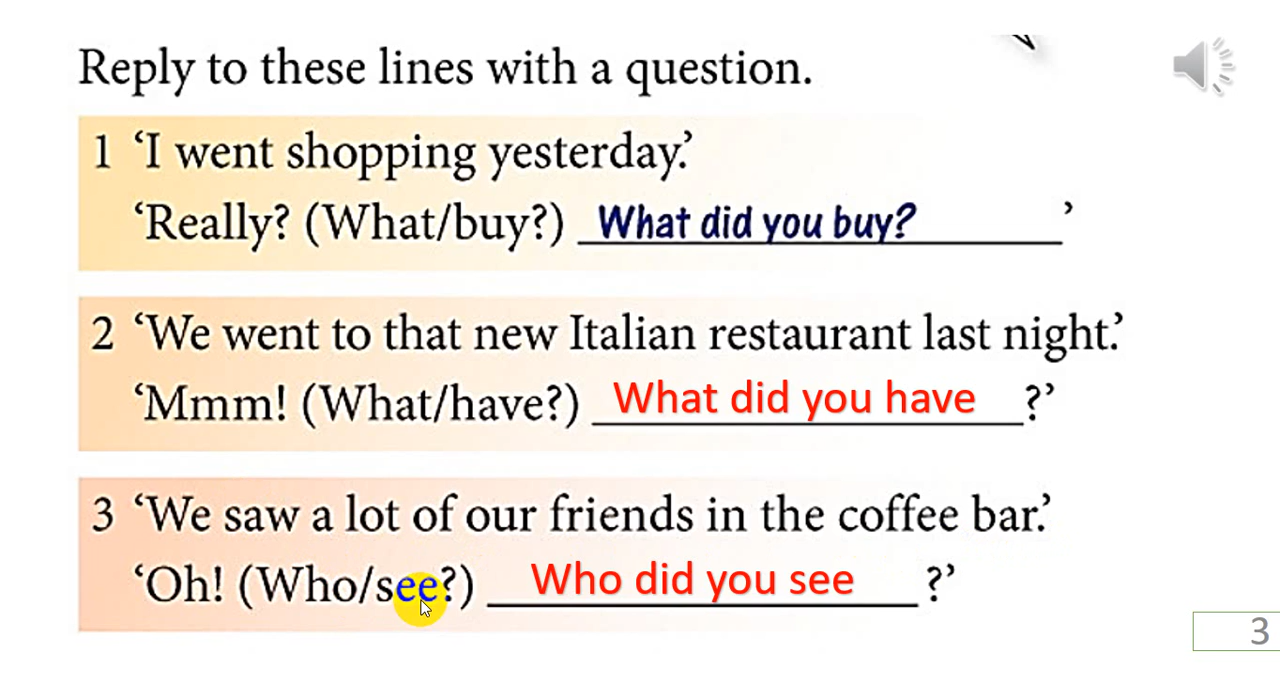 Reply to these lines with a question.
1 ‘I went shopping yesterday.’
‘Really? (What/buy?) What did you buy? ’
2 ‘We went to that new Italian restaurant last night.’
‘Mmm! (What/have?) What did you have ?’
3 ‘We saw a lot of our friends in the coffee bar.’
‘Oh! (Who/see?) Who did you see ?’
3